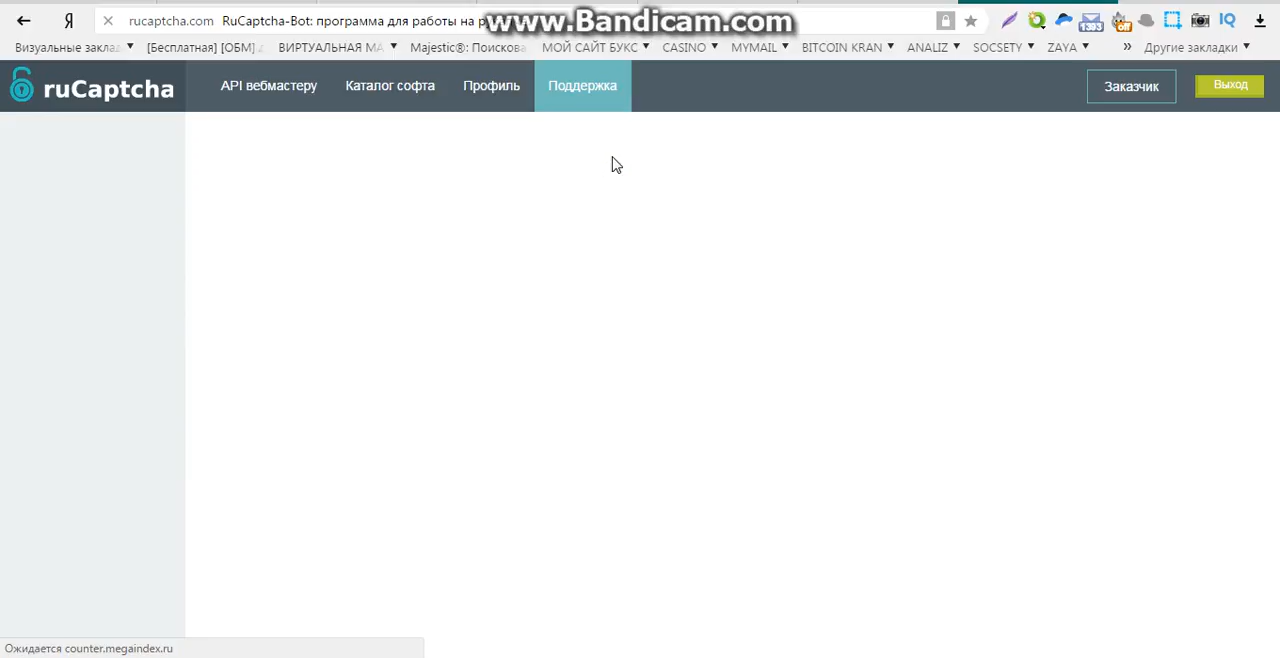 Я rucaptcha.com RuCaptcha-Bot: программа для работы на
www.Bandicam.com
Визуальные заклад [Бесплатная] [ОБМ] ВИРТУАЛЬНАЯ МА Majestic®: Поискова МОЙ САЙТ БУКС CASINO MYMAIL BITCOIN KRAN ANALIZ SOCSETY ZAYA » Другие закладки
ruCaptcha API вебмастеру Каталог софта Профиль Поддержка Заказчик Выход
Ожидается counter.megaindex.ru